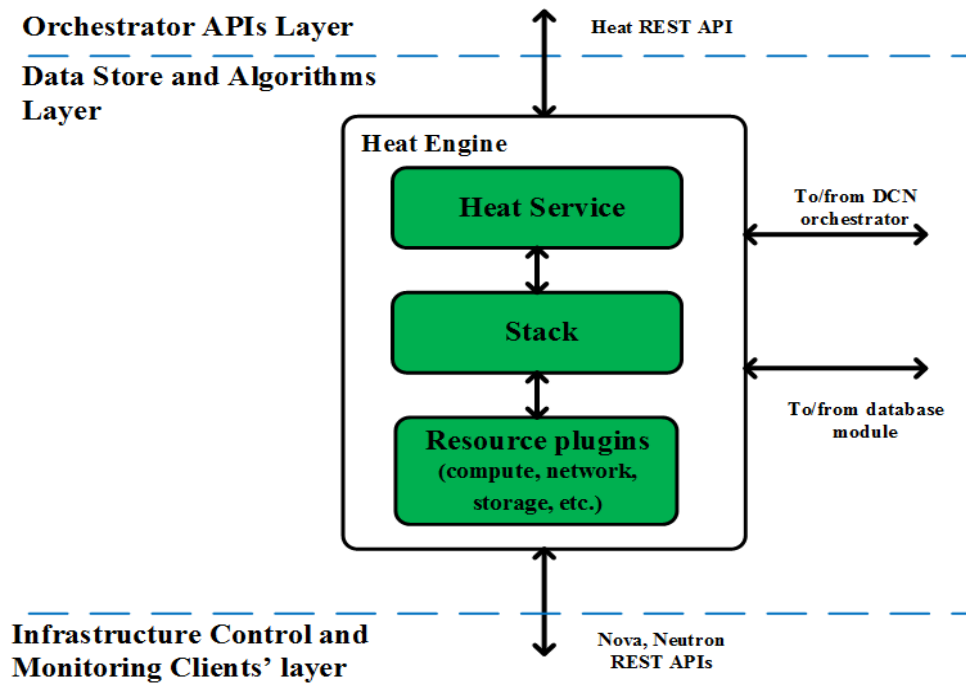 Orchestrator APIs Layer
Heat REST API
Data Store and Algorithms
Layer
Heat Engine
Heat Service
To/from DCN
orchestrator
Stack
To/from database
module
Resource plugins
(compute, network,
storage, etc.)
Infrastructure Control and
Monitoring Clients’ layer
Nova, Neutron
REST APIs